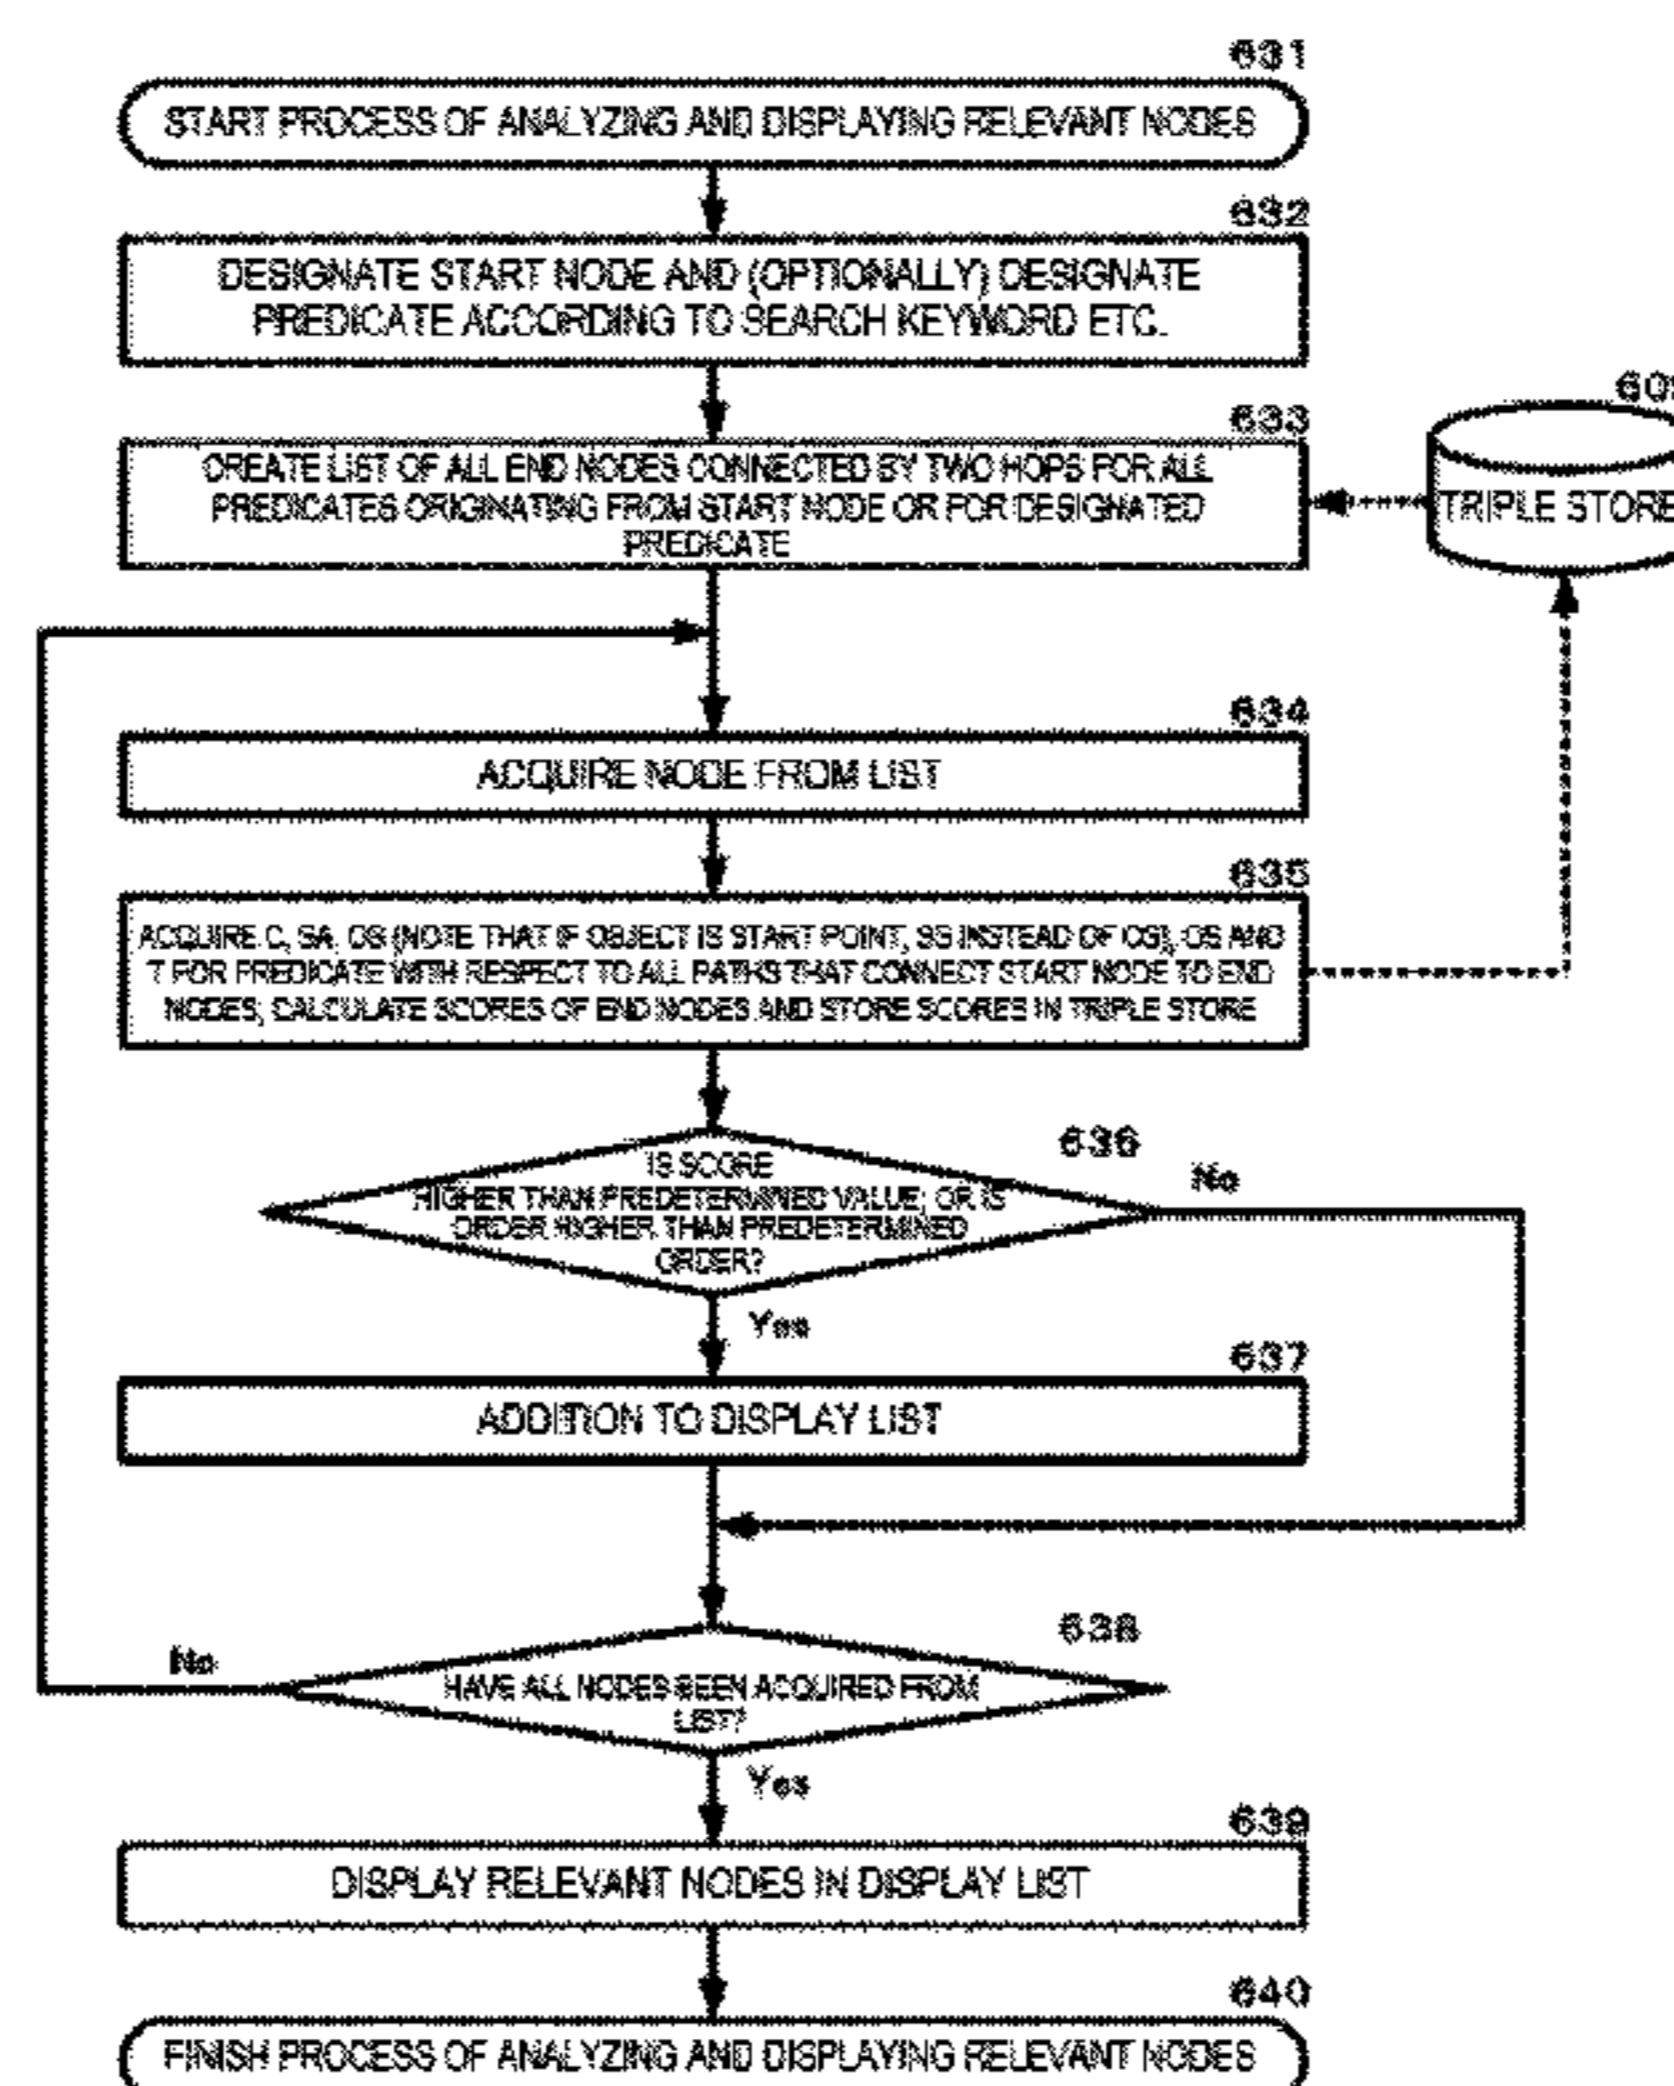 631
START PROCESS OF ANALYZING AND DISPLAYING RELEVANT NODES
632
DESIGNATE START NODE AND (OPTIONALLY) DESIGNATE
PREDICATE ACCORDING TO SEARCH KEYWORD ETC.
633
CREATE LIST OF ALL END NODES CONNECTED BY TWO HOPS FOR ALL
PREDICATES ORIGINATING FROM START NODE OR FOR DESIGNATED
PREDICATE
TRIPLE STORE
634
ACQUIRE NODE FROM LIST
635
ACQUIRE C, SA, OS (NOTE THAT IF OBJECT IS START POINT, SS INSTEAD OF OS), OS AND
T FOR PREDICATE WITH RESPECT TO ALL PATHS THAT CONNECT START NODE TO END
NODES, CALCULATE SCORES OF END NODES AND STORE SCORES IN TRIPLE STORE
636
IS SCORE
HIGHER THAN PREDETERMINED VALUE, OR IS
ORDER HIGHER THAN PREDETERMINED
ORDER?
No
Yes
637
ADDITION TO DISPLAY LIST
638
No
HAVE ALL NODES BEEN ACQUIRED FROM
LIST?
Yes
639
DISPLAY RELEVANT NODES IN DISPLAY LIST
640
FINISH PROCESS OF ANALYZING AND DISPLAYING RELEVANT NODES